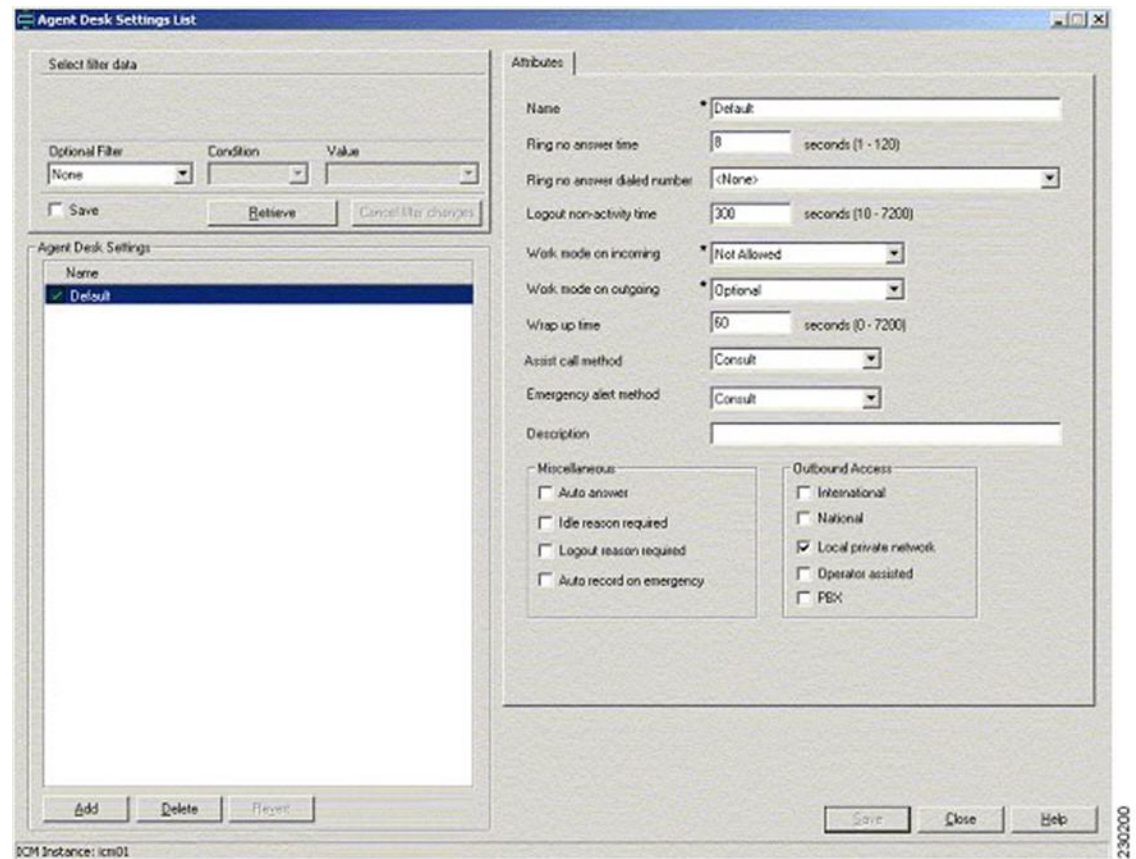 Agent Desk Settings List
Select filter data
Optional Filter Condition Value
None
Save Retrieve Cancel filter changes
Agent Desk Settings
Name
Default
Add Delete Revert
Attributes
Name * Default
Ring no answer time 8 seconds (1 - 120)
Ring no answer dialed number <None>
Logout non-activity time 300 seconds (10 - 7200)
Work mode on incoming * Not Allowed
Work mode on outgoing * Optional
Wrap up time 60 seconds (0 - 7200)
Assist call method Consult
Emergency alert method Consult
Description
Miscellaneous
Auto answer
Idle reason required
Logout reason required
Auto record on emergency
Outbound Access
International
National
Local private network
Operator assisted
PBX
Save Close Help
ICM Instance: icm01
230200